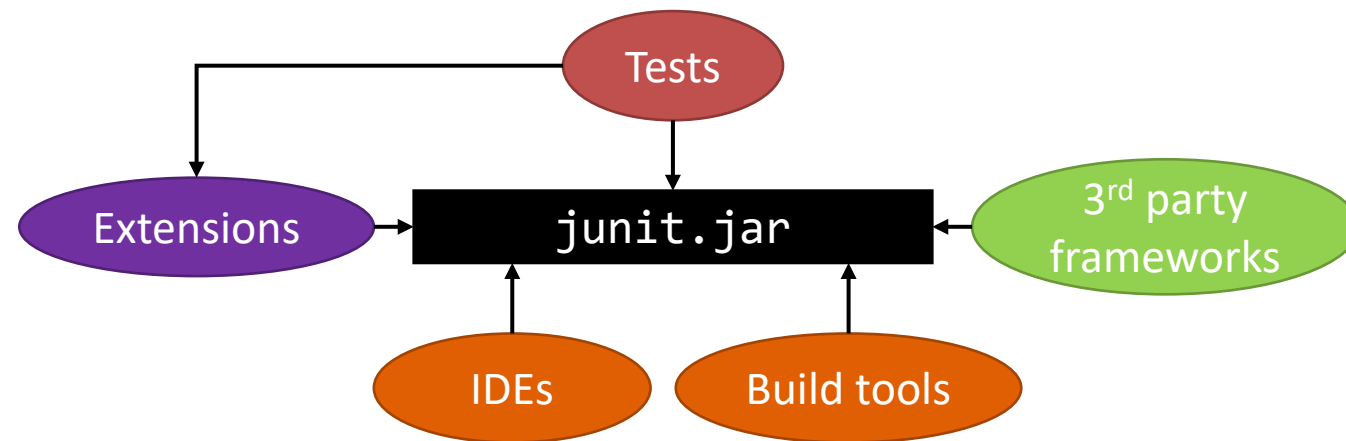 Tests
Extensions
junit.jar
3rd party
frameworks
IDEs
Build tools